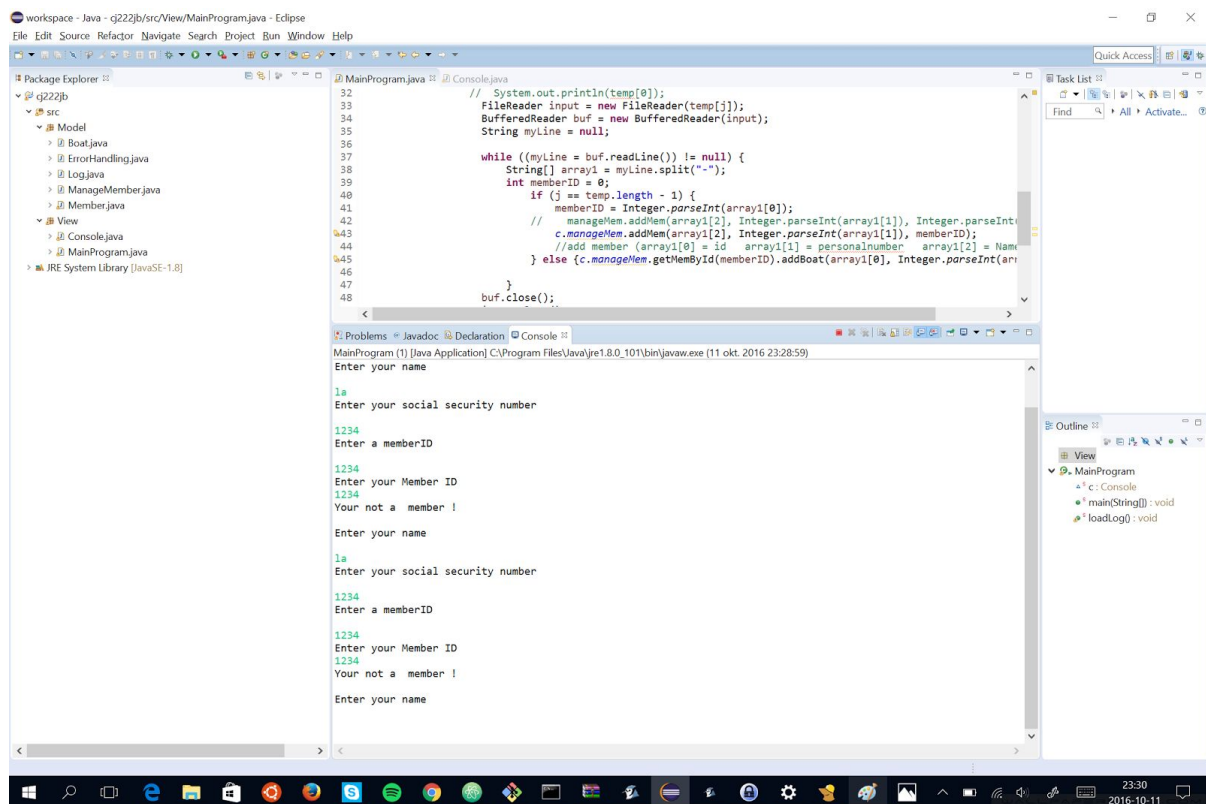 workspace - Java - cj222jb/src/View/MainProgram.java - Eclipse
File Edit Source Refactor Navigate Search Project Run Window Help
Quick Access
Package Explorer
cj222jb
src
Model
Boat.java
ErrorHandling.java
Log.java
ManageMember.java
Member.java
View
Console.java
MainProgram.java
JRE System Library [JavaSE-1.8]
MainProgram.java Console.java
32 // System.out.println(temp[0]);
33 FileReader input = new FileReader(temp[j]);
34 BufferedReader buf = new BufferedReader(input);
35 String myLine = null;
36
37 while ((myLine = buf.readLine()) != null) {
38 String[] array1 = myLine.split("-");
39 int memberID = 0;
40 if (j == temp.length - 1) {
41 memberID = Integer.parseInt(array1[0]);
42 // manageMem.addMem(array1[2], Integer.parseInt(array1[1]), Integer.parseInt(
43 c.manageMem.addMem(array1[2], Integer.parseInt(array1[1]), memberID);
44 //add member (array1[0] = id array1[1] = personalnumber array1[2] = Name
45 } else {c.manageMem.getMemById(memberID).addBoat(array1[0], Integer.parseInt(arr
46
47 }
48 buf.close();
Problems Javadoc Declaration Console
MainProgram (1) [Java Application] C:\Program Files\Java\jre1.8.0_101\bin\javaw.exe (11 okt. 2016 23:28:59)
Enter your name
la
Enter your social security number
1234
Enter a memberID
1234
Enter your Member ID
1234
Your not a member !
Enter your name
la
Enter your social security number
1234
Enter a memberID
1234
Enter your Member ID
1234
Your not a member !
Enter your name
Task List
Find All Activate...
Outline
View
MainProgram
c : Console
main(String[]) : void
loadLog() : void
23:30
2016-10-11